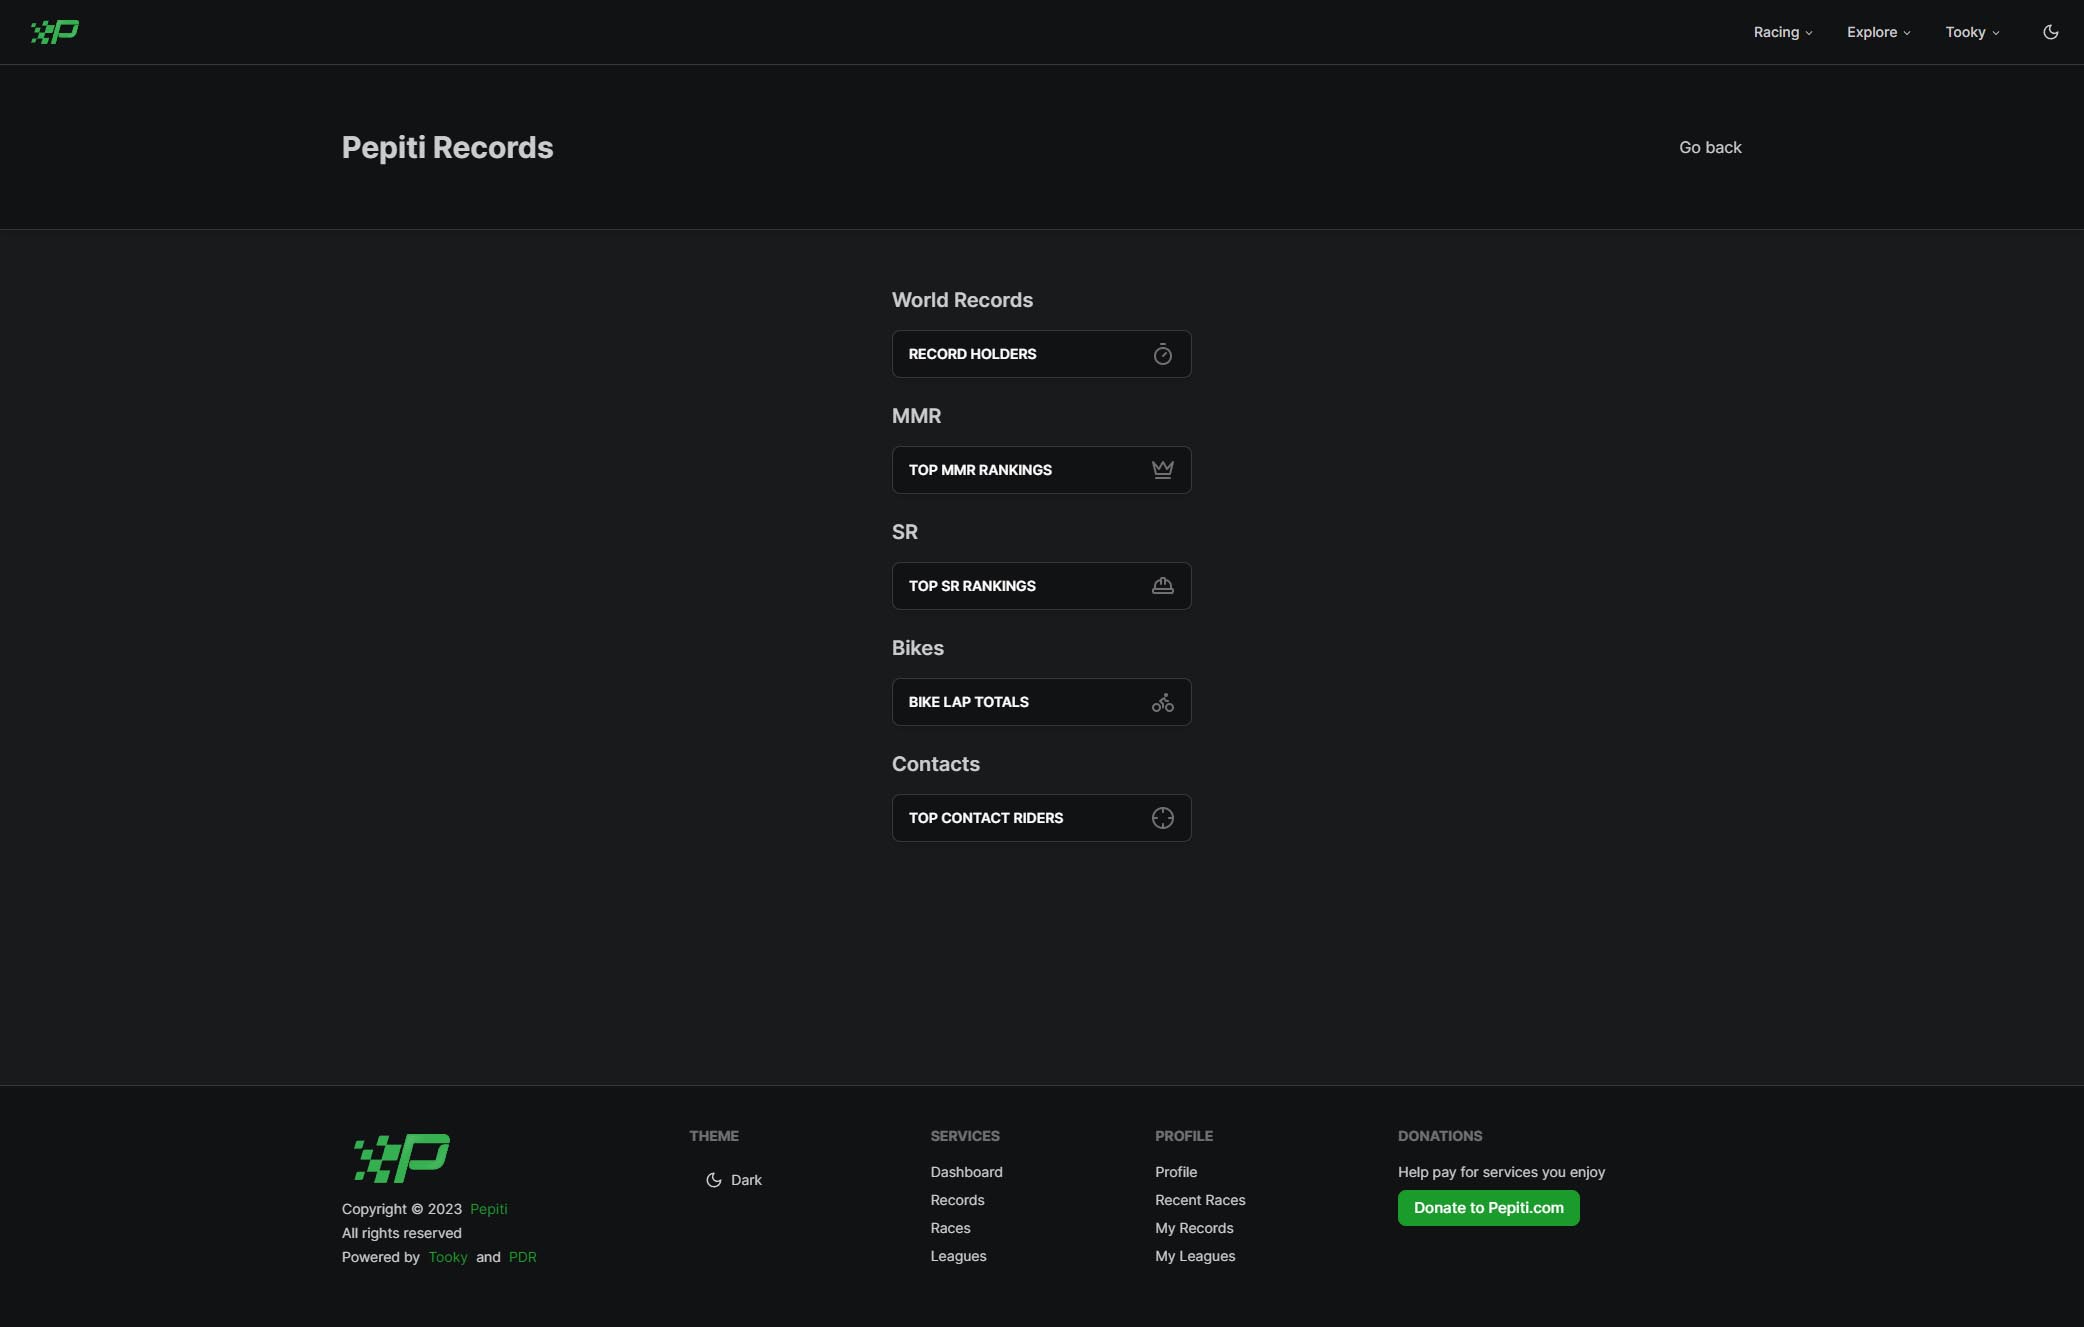 Racing
Explore
Tooky
Pepiti Records
Go back
World Records
RECORD HOLDERS
MMR
TOP MMR RANKINGS
SR
TOP SR RANKINGS
Bikes
BIKE LAP TOTALS
Contacts
TOP CONTACT RIDERS
Copyright © 2023 Pepiti
All rights reserved
Powered by Tooky and PDR
THEME
Dark
SERVICES
Dashboard
Records
Races
Leagues
PROFILE
Profile
Recent Races
My Records
My Leagues
DONATIONS
Help pay for services you enjoy
Donate to Pepiti.com